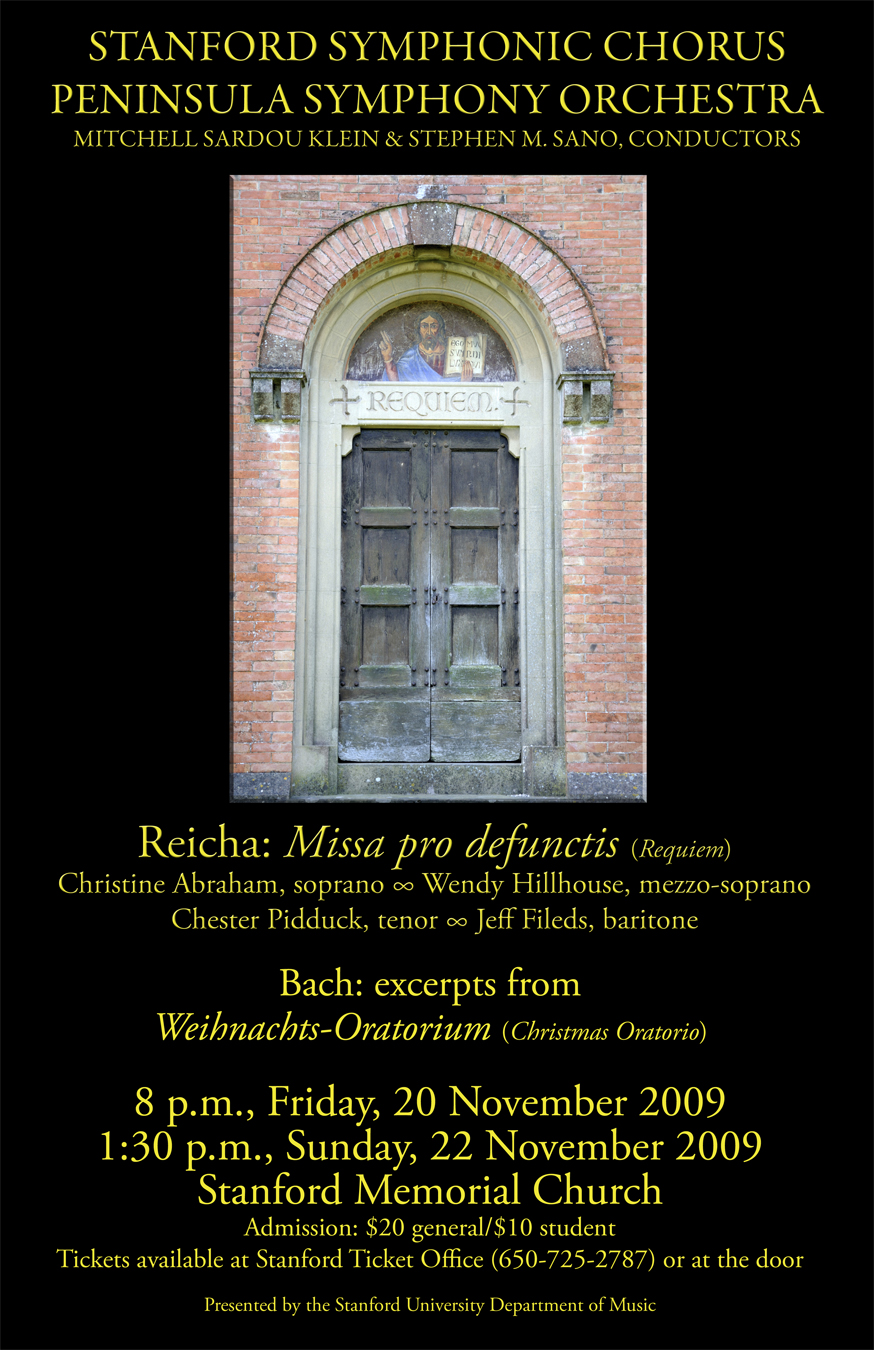 STANFORD SYMPHONIC CHORUS
PENINSULA SYMPHONY ORCHESTRA
MITCHELL SARDOU KLEIN & STEPHEN M. SANO, CONDUCTORS
EGO SVM
REQUIEM.
Reicha: Missa pro defunctis (Requiem)
Christine Abraham, soprano ∞ Wendy Hillhouse, mezzo-soprano
Chester Pidduck, tenor ∞ Jeff Fileds, baritone
Bach: excerpts from
Weihnachts-Oratorium (Christmas Oratorio)
8 p.m., Friday, 20 November 2009
1:30 p.m., Sunday, 22 November 2009
Stanford Memorial Church
Admission: $20 general/$10 student
Tickets available at Stanford Ticket Office (650-725-2787) or at the door
Presented by the Stanford University Department of Music